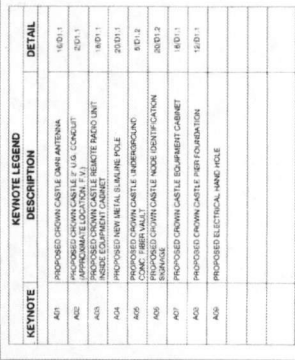 KEYNOTE LEGEND
KEYNOTE DESCRIPTION DETAIL
A01 PROPOSED CROWN CASTLE OMNI ANTENNA 16/D1.1
A02 PROPOSED CROWN CASTLE 2" U.G. CONDUIT (APPROXIMATE LOCATION, F.V.) 2/D1.1
A03 PROPOSED CROWN CASTLE REMOTE RADIO UNIT INSIDE EQUIPMENT CABINET 18/D1.1
A04 PROPOSED NEW METAL SLIMLINE POLE 20/D1.1
A05 PROPOSED CROWN CASTLE UNDERGROUND CONC. FIBER VAULT 8/D1.2
A06 PROPOSED CROWN CASTLE NODE IDENTIFICATION SIGNAGE 20/D1.2
A07 PROPOSED CROWN CASTLE EQUIPMENT CABINET 18/D1.1
A08 PROPOSED CROWN CASTLE PIER FOUNDATION 12/D1.1
A09 PROPOSED ELECTRICAL HAND HOLE